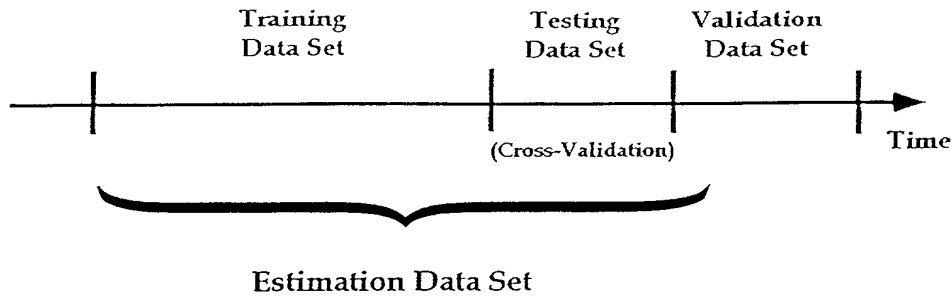 Training
Data Set
Testing
Data Set
Validation
Data Set
(Cross-Validation)
Time
Estimation Data Set